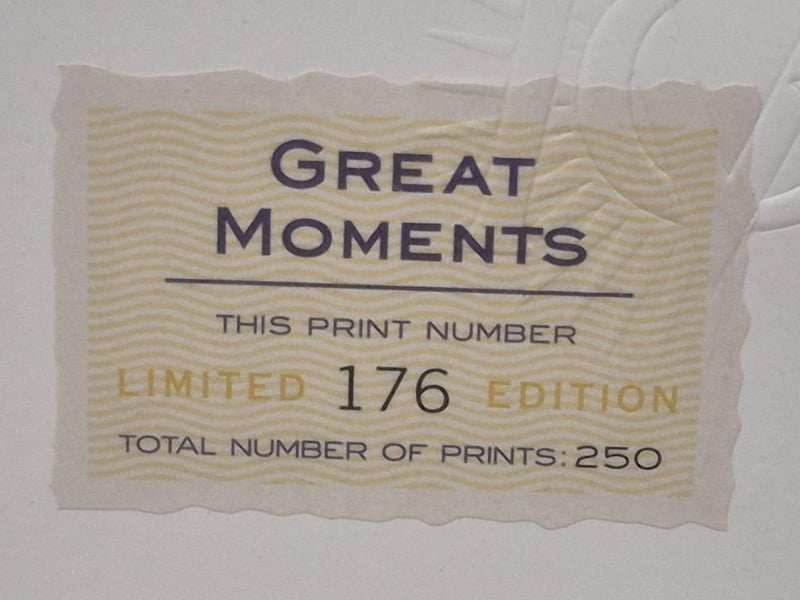 GREAT
MOMENTS
THIS PRINT NUMBER
LIMITED 176 EDITION
TOTAL NUMBER OF PRINTS: 250